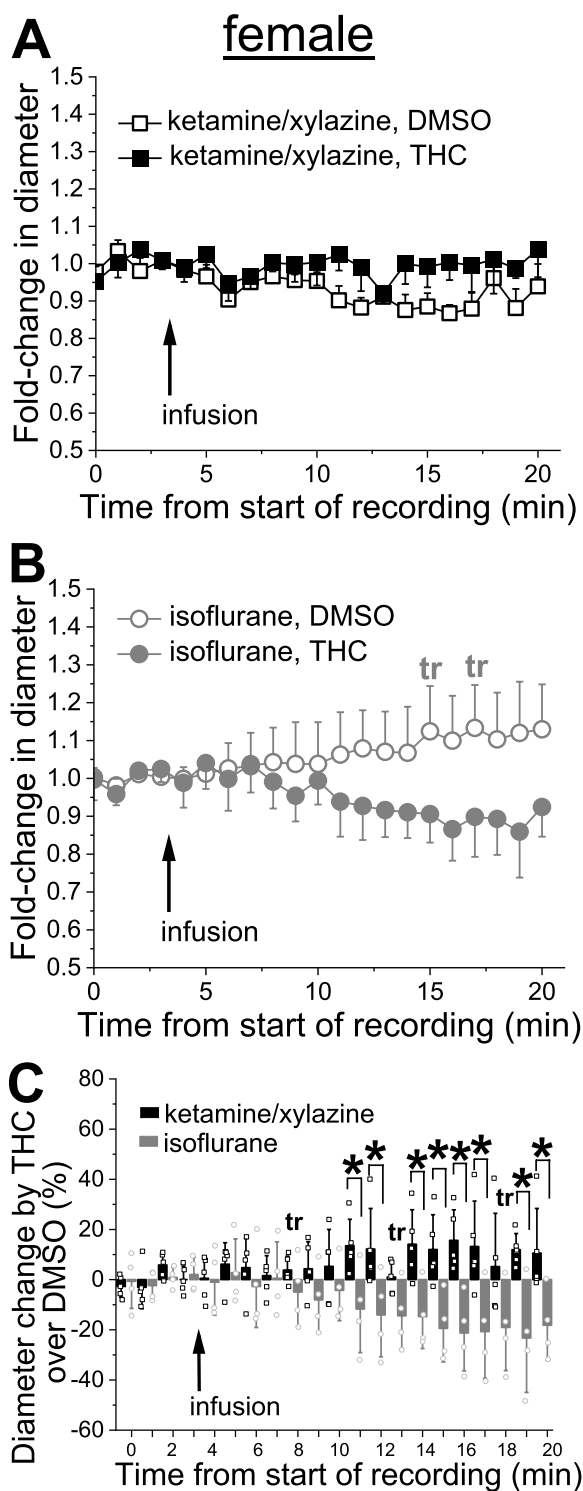 A
female
1.5
1.4
1.3
1.2
1.1
1.0
0.9
0.8
0.7
0.6
0.5
Fold-change in diameter
ketamine/xylazine, DMSO
ketamine/xylazine, THC
infusion
0 5 10 15 20
Time from start of recording (min)
B
1.5
1.4
1.3
1.2
1.1
1.0
0.9
0.8
0.7
0.6
0.5
Fold-change in diameter
isoflurane, DMSO
isoflurane, THC
tr tr
infusion
0 5 10 15 20
Time from start of recording (min)
C
80
60
40
20
0
-20
-40
-60
Diameter change by THC
over DMSO (%)
ketamine/xylazine
isoflurane
* * * * * * * *
tr tr tr
infusion
0 2 4 6 8 10 12 14 16 18 20
Time from start of recording (min)